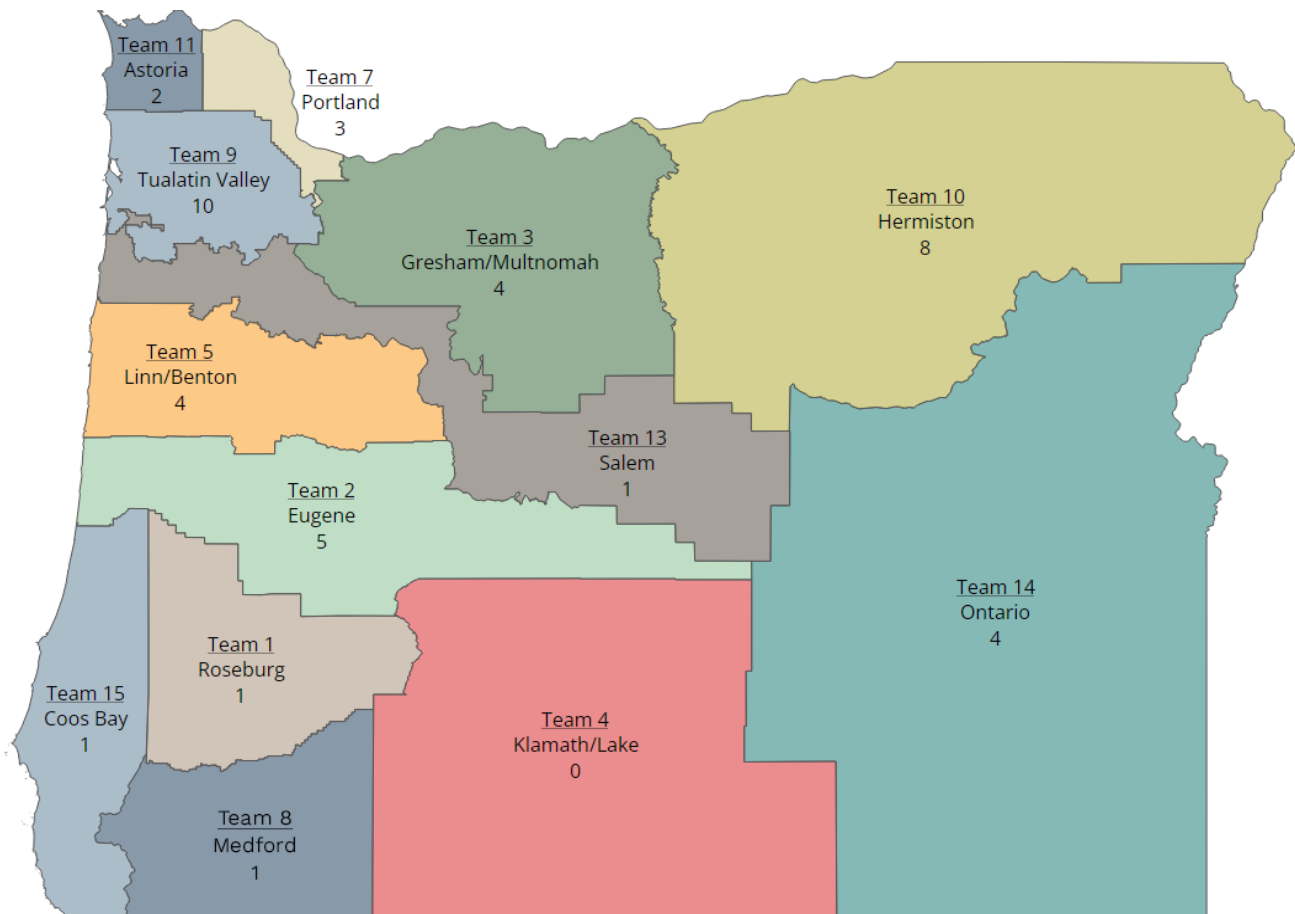 Team 11
Astoria
2
Team 7
Portland
3
Team 9
Tualatin Valley
10
Team 10
Hermiston
8
Team 3
Gresham/Multnomah
4
Team 5
Linn/Benton
4
Team 13
Salem
1
Team 2
Eugene
5
Team 14
Ontario
4
Team 1
Roseburg
1
Team 15
Coos Bay
1
Team 4
Klamath/Lake
0
Team 8
Medford
1